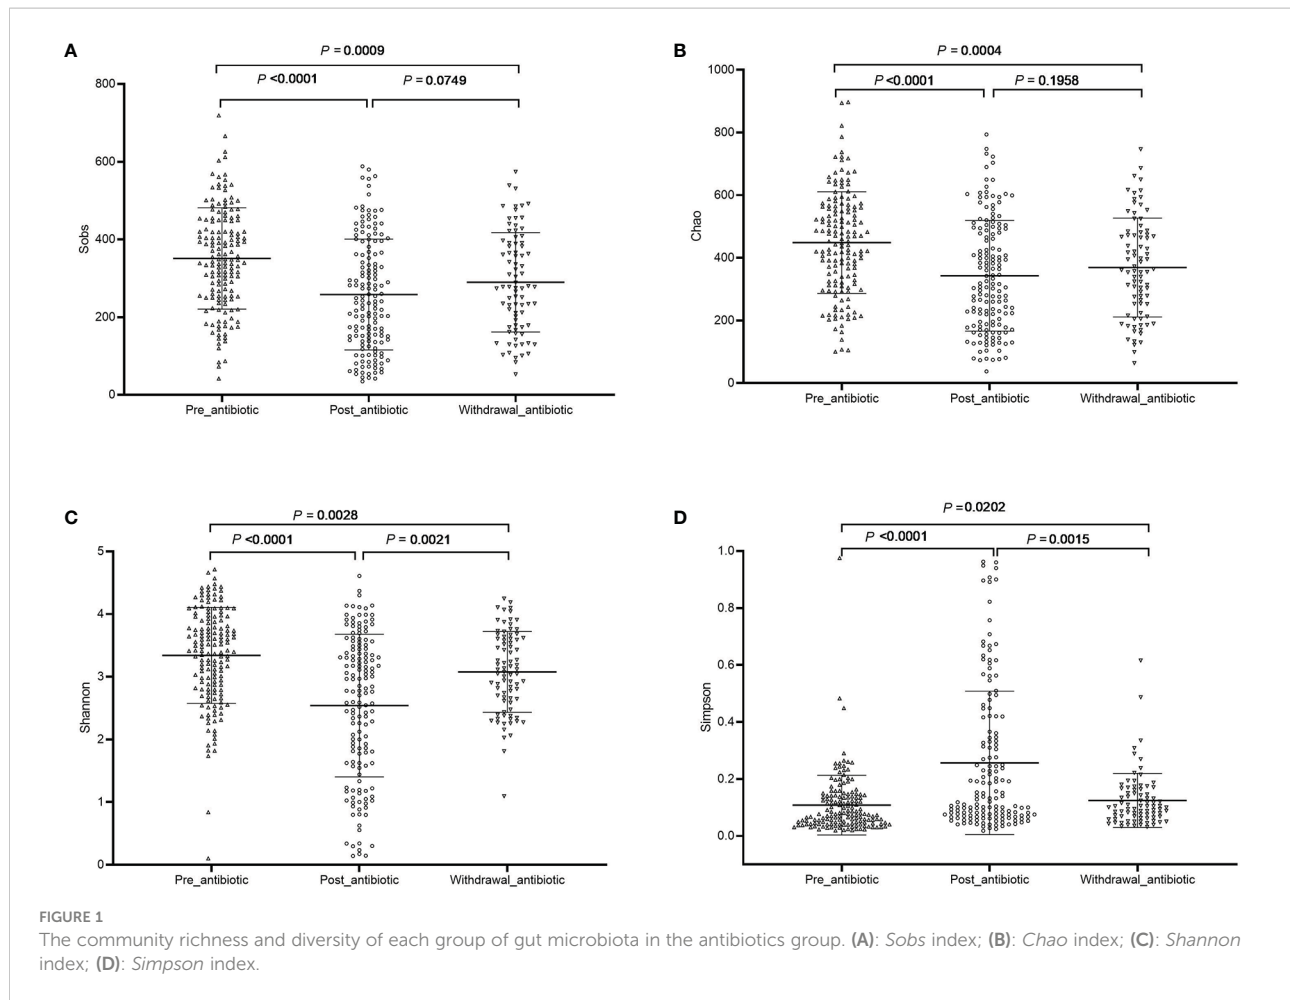 A
P = 0.0009
P <0.0001
P = 0.0749
800
600
400
200
0
Sobs
Pre_antibiotic
Post_antibiotic
Withdrawal_antibiotic
B
P = 0.0004
P <0.0001
P = 0.1958
1000
800
600
400
200
0
Chao
Pre_antibiotic
Post_antibiotic
Withdrawal_antibiotic
C
P = 0.0028
P <0.0001
P = 0.0021
5
4
3
2
1
0
Shannon
Pre_antibiotic
Post_antibiotic
Withdrawal_antibiotic
D
P = 0.0202
P <0.0001
P = 0.0015
1.0
0.8
0.6
0.4
0.2
0.0
Simpson
Pre_antibiotic
Post_antibiotic
Withdrawal_antibiotic
FIGURE 1
The community richness and diversity of each group of gut microbiota in the antibiotics group. (A): Sobs index; (B): Chao index; (C): Shannon
index; (D): Simpson index.